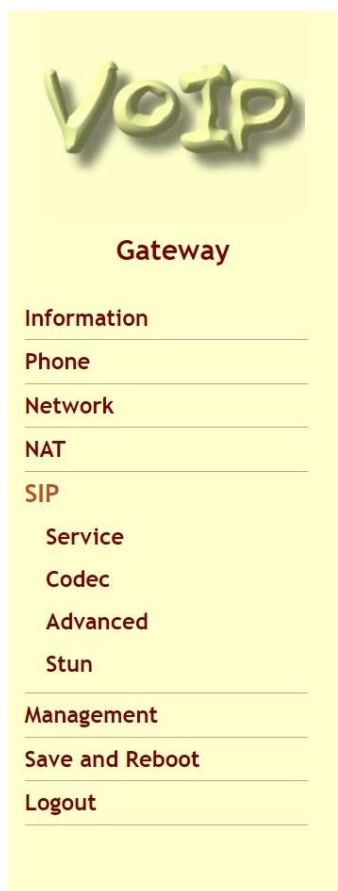 VoIP
Gateway
Information
Phone
Network
NAT
SIP
Service
Codec
Advanced
Stun
Management
Save and Reboot
Logout